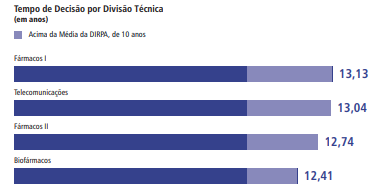 Tempo de Decisão por Divisão Técnica
(em anos)
Acima da Média da DIRPA, de 10 anos
Fármacos I
13,13
Telecomunicações
13,04
Fármacos II
12,74
Biofármacos
12,41